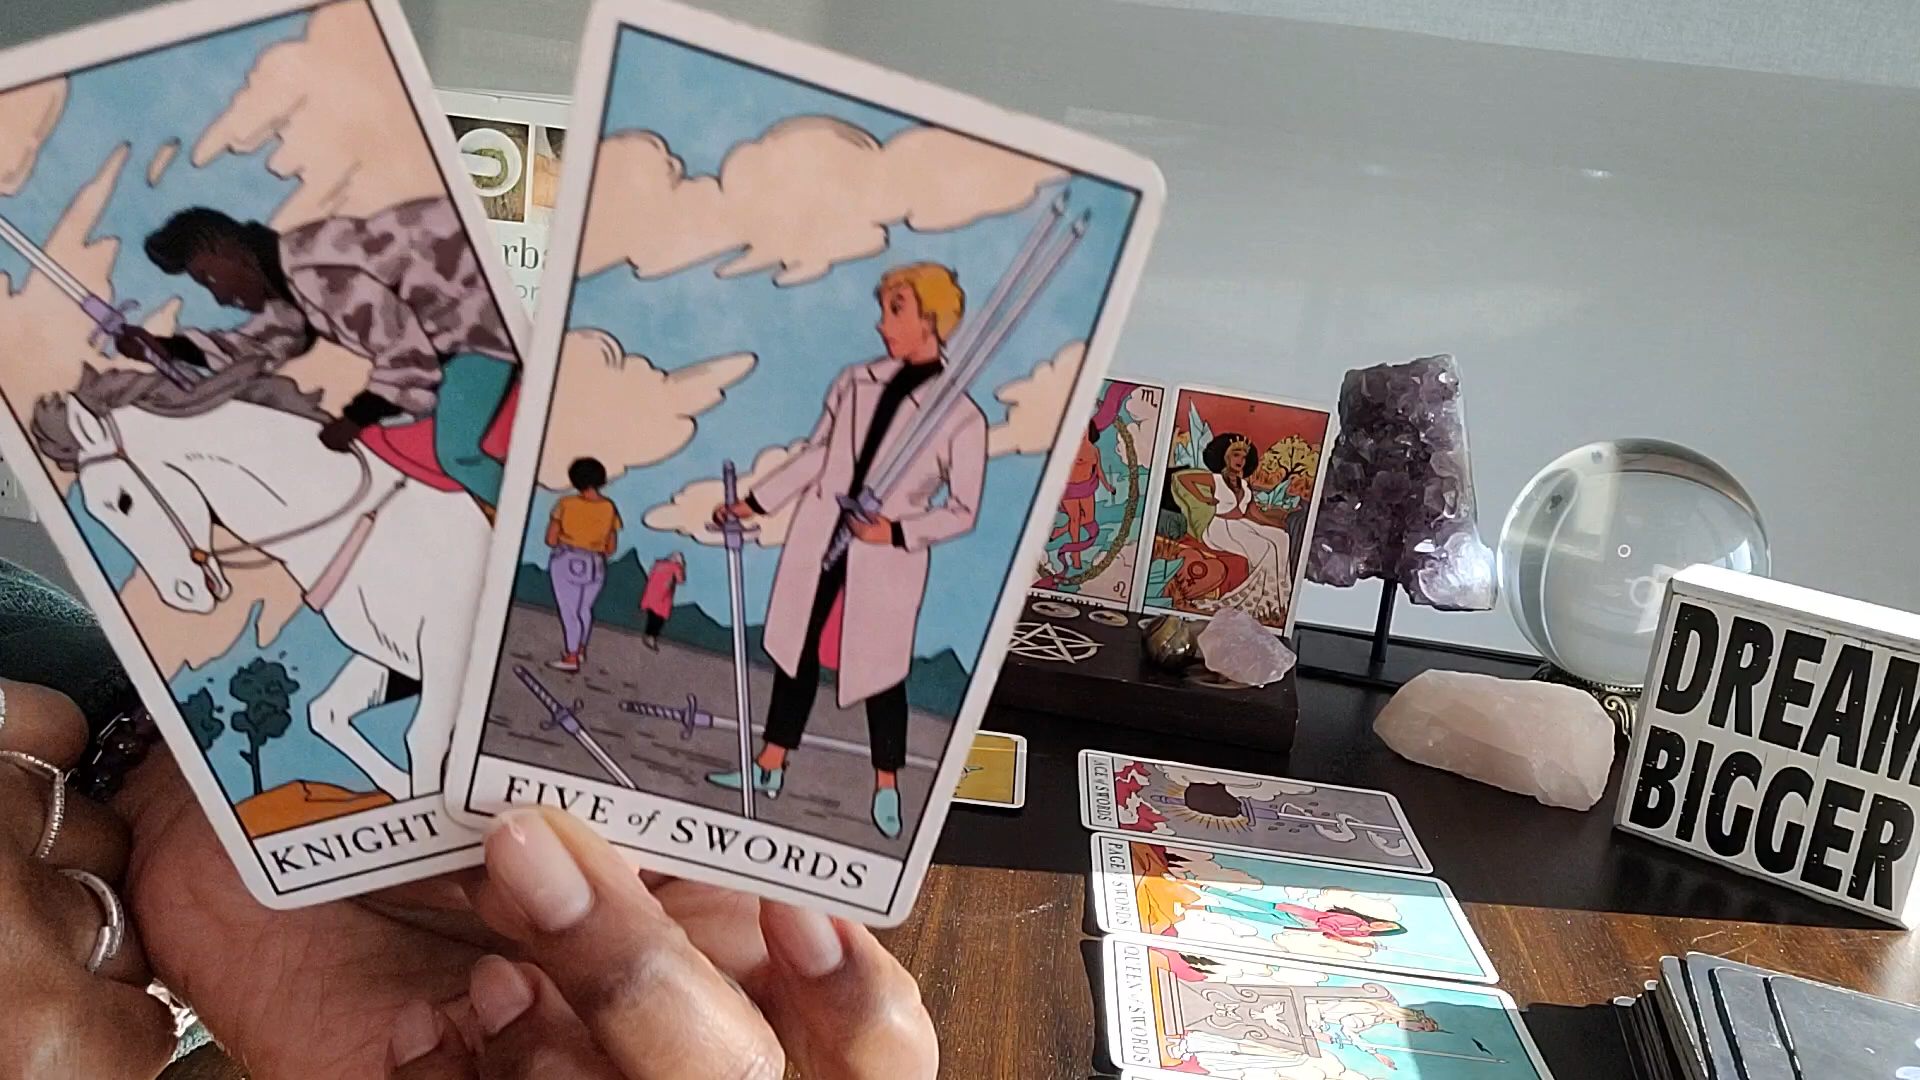 KNIGHT
FIVE of SWORDS
DREAM
BIGGER
ACE of SWORDS
PAGE of SWORDS
QUEEN of SWORDS